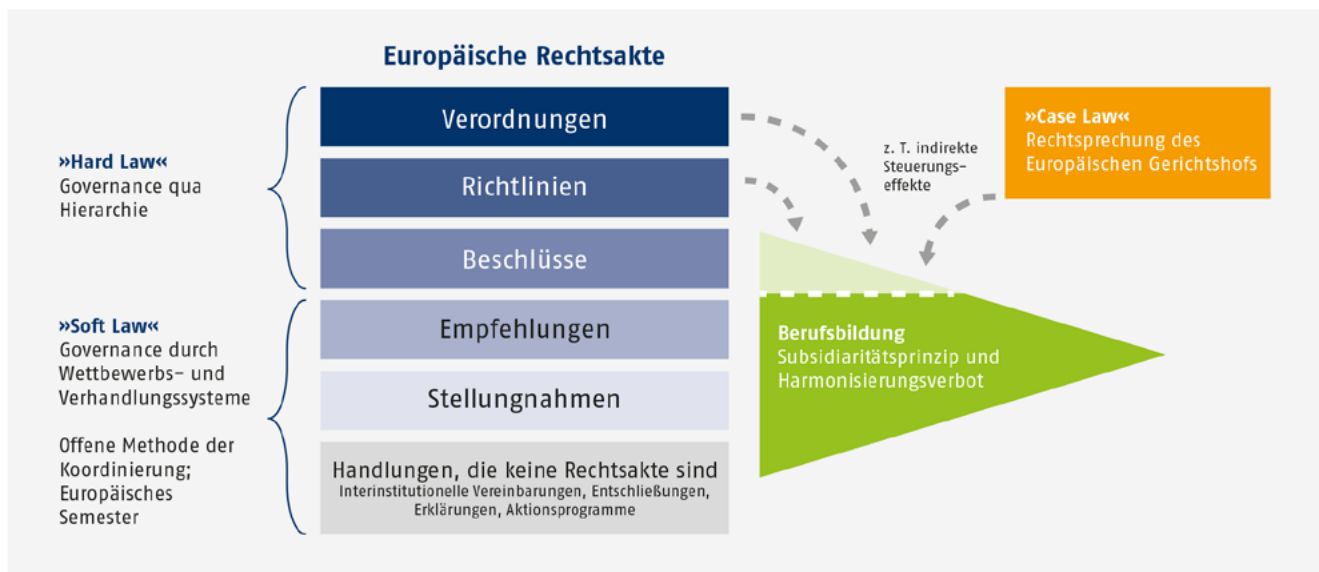 Europäische Rechtsakte
»Hard Law«
Governance qua
Hierarchie
Verordnungen
Richtlinien
Beschlüsse
z. T. indirekte
Steuerungs-
effekte
»Case Law«
Rechtsprechung des
Europäischen Gerichtshofs
»Soft Law«
Governance durch
Wettbewerbs- und
Verhandlungssysteme
Offene Methode der
Koordinierung;
Europäisches
Semester
Empfehlungen
Stellungnahmen
Handlungen, die keine Rechtsakte sind
Interinstitutionelle Vereinbarungen, Entschließungen,
Erklärungen, Aktionsprogramme
Berufsbildung
Subsidiaritätsprinzip und
Harmonisierungsverbot